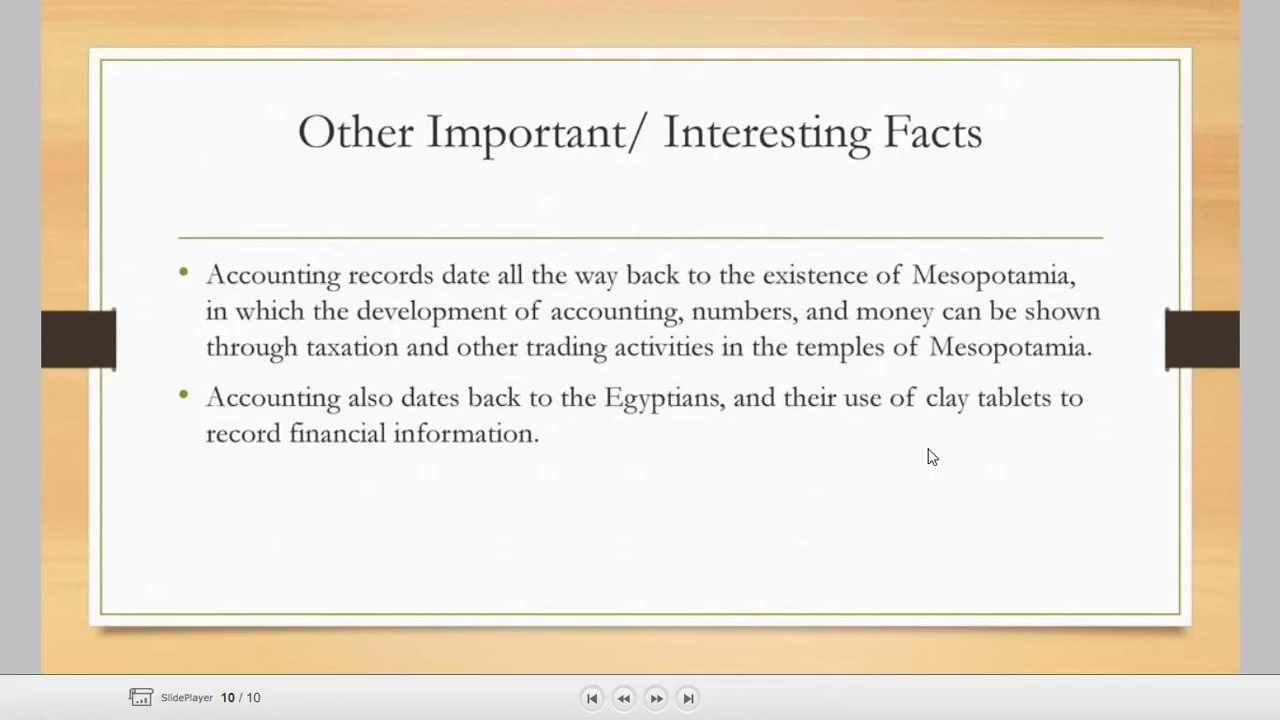 Other Important/ Interesting Facts
• Accounting records date all the way back to the existence of Mesopotamia,
in which the development of accounting, numbers, and money can be shown
through taxation and other trading activities in the temples of Mesopotamia.
• Accounting also dates back to the Egyptians, and their use of clay tablets to
record financial information.
SlidePlayer 10 / 10